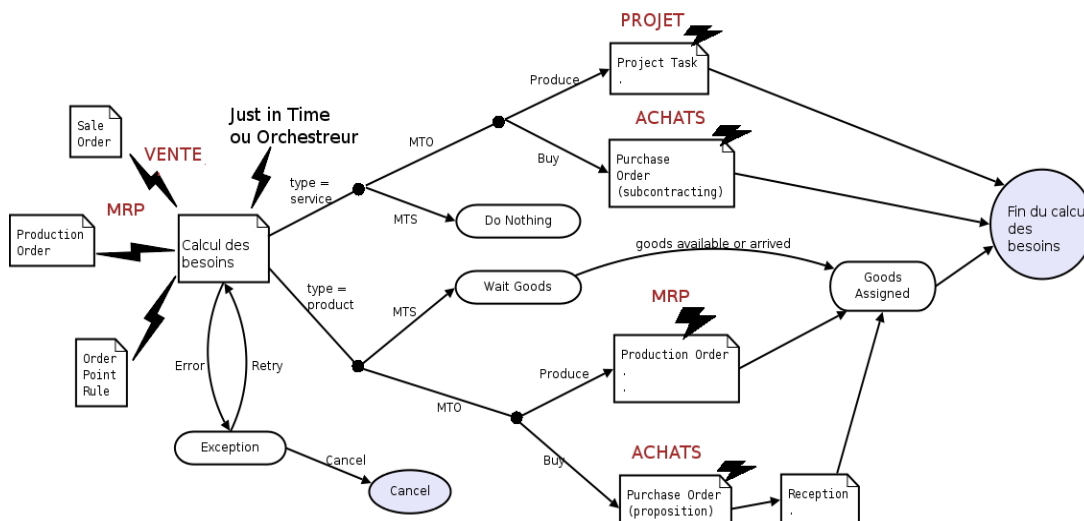 PROJET
Project Task
.
Produce
Just in Time
ou Orchestreur
Sale
Order
VENTE
ACHATS
MTO
Buy
Purchase
Order
(subcontracting)
type =
service
MRP
Production
Order
Calcul des
besoins
MTS
Do Nothing
Fin du calcu
des
besoins
goods available or arrived
Wait Goods
Goods
Assigned
type =
product
MTS
MRP
Production Order
.
.
Order
Point
Rule
Error
Retry
Produce
MTO
Exception
Cancel
Cancel
ACHATS
Buy
Purchase Order
(proposition)
Reception
.